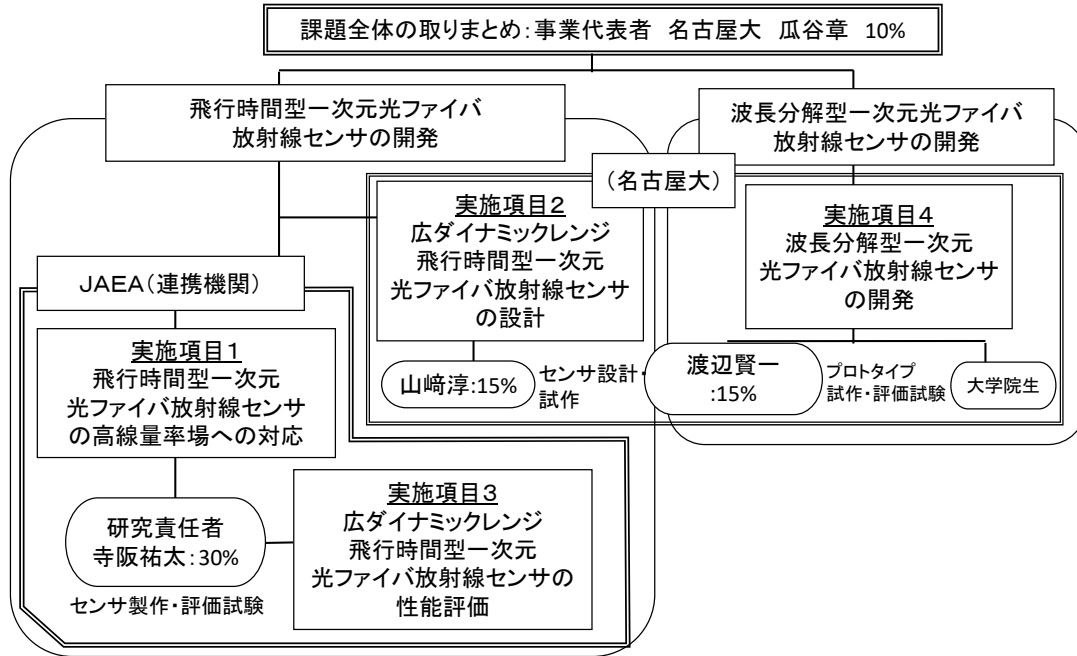 課題全体の取りまとめ：事業代表者 名古屋大 瓜谷章 10%
飛行時間型一次元光ファイバ
放射線センサの開発
波長分解型一次元光ファイバ
放射線センサの開発
（名古屋大）
実施項目２
広ダイナミックレンジ
飛行時間型一次元
光ファイバ放射線センサ
の設計
山﨑淳:15%
センサ設計・
試作
実施項目４
波長分解型一次元
光ファイバ放射線センサ
の開発
渡辺賢一
:15%
プロトタイプ
試作・評価試験
大学院生
ＪＡＥＡ（連携機関）
実施項目１
飛行時間型一次元
光ファイバ放射線センサ
の高線量率場への対応
研究責任者
寺阪祐太：30%
センサ製作・評価試験
実施項目３
広ダイナミックレンジ
飛行時間型一次元
光ファイバ放射線センサの
性能評価